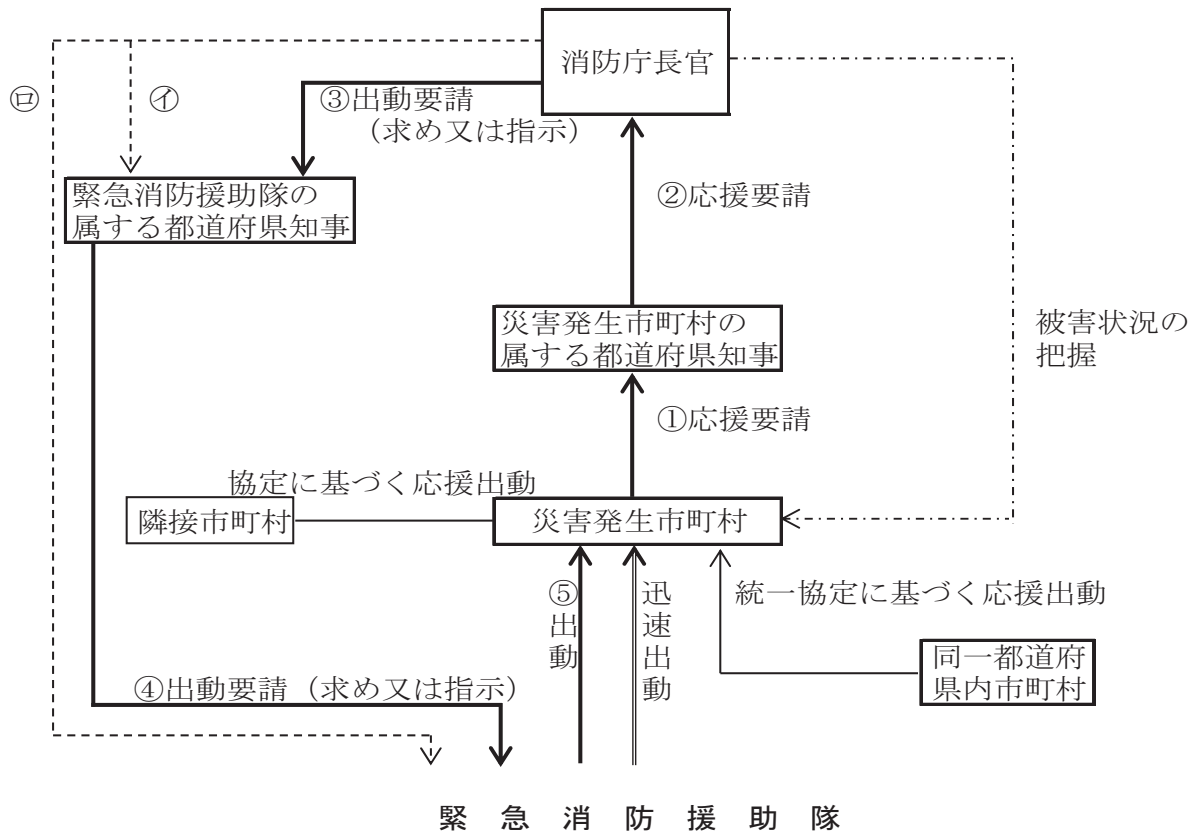 消防庁長官
㋺
㋑
③出動要請
（求め又は指示）
緊急消防援助隊の
属する都道府県知事
②応援要請
災害発生市町村の
属する都道府県知事
被害状況の
把握
①応援要請
協定に基づく応援出動
隣接市町村
災害発生市町村
⑤出動
迅速出動
統一協定に基づく応援出動
同一都道府
県内市町村
④出動要請（求め又は指示）
緊急消防援助隊